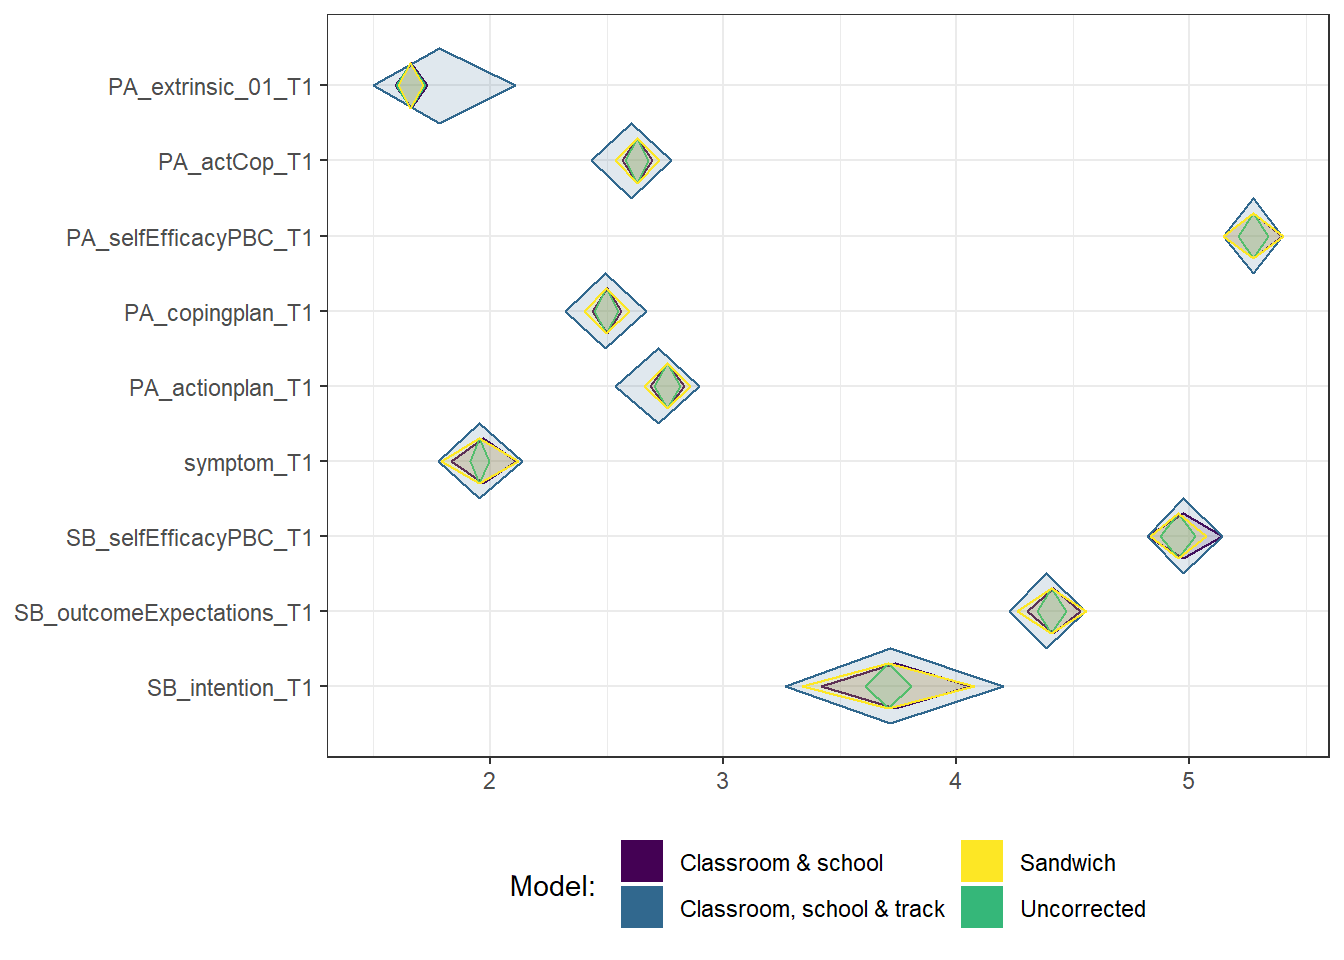 PA_extrinsic_01_T1
PA_actCop_T1
PA_selfEfficacyPBC_T1
PA_copingplan_T1
PA_actionplan_T1
symptom_T1
SB_selfEfficacyPBC_T1
SB_outcomeExpectations_T1
SB_intention_T1
2 3 4 5
Model:
Classroom & school
Classroom, school & track
Sandwich
Uncorrected